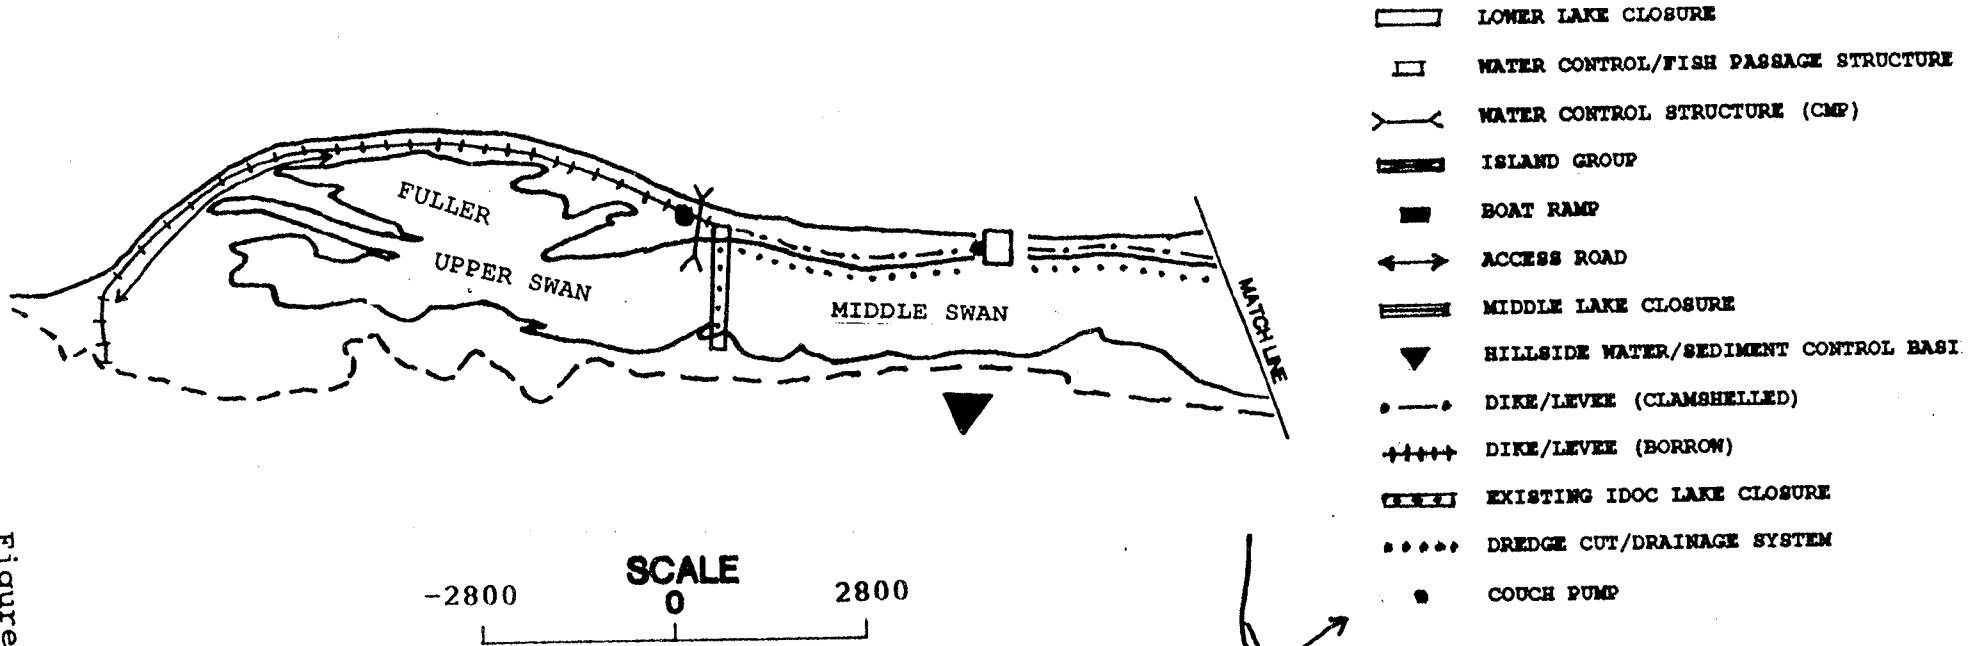 LOWER LAKE CLOSURE
WATER CONTROL/FISH PASSAGE STRUCTURE
WATER CONTROL STRUCTURE (CMP)
ISLAND GROUP
BOAT RAMP
ACCESS ROAD
MIDDLE LAKE CLOSURE
HILLSIDE WATER/SEDIMENT CONTROL BASI
DIKE/LEVEE (CLAMSHELLED)
DIKE/LEVEE (BORROW)
EXISTING IDOC LAKE CLOSURE
DREDGE CUT/DRAINAGE SYSTEM
COUCH PUMP
FULLER
UPPER SWAN
MIDDLE SWAN
MATCH LINE
SCALE
-2800 0 2800
Figure